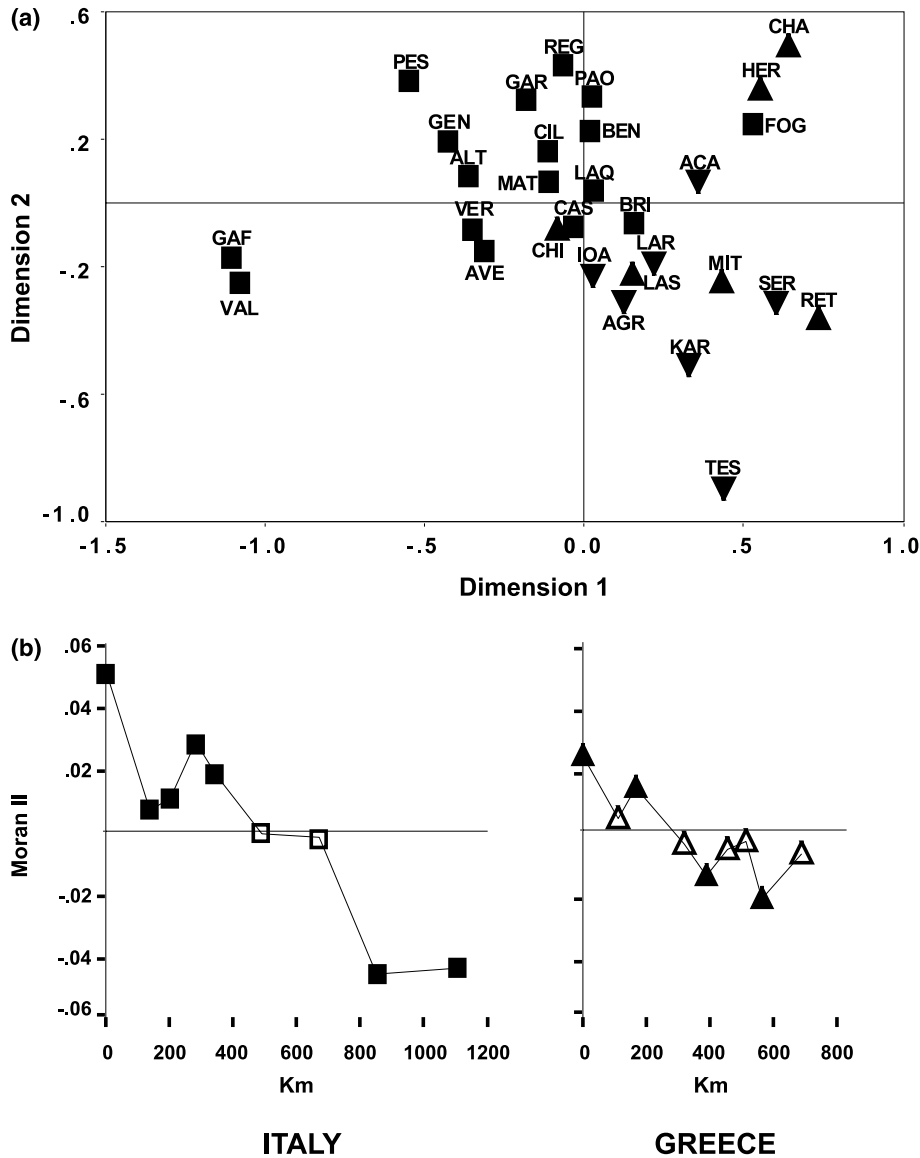 (a)
.6
.2
-.2
-.6
-1.0
Dimension 2
PES
REG
CHA
GAR
PAO
HER
GEN
CIL
BEN
FOG
ALT
MAT
LAQ
ACA
VER
CAS
BRI
GAF
AVE
CHI
IOA
LAR
MIT
VAL
LAS
SER
RET
AGR
KAR
TES
-1.5
-1.0
-.5
0.0
.5
1.0
Dimension 1
(b)
.06
.04
.02
-.02
-.04
-.06
Moran II
0 200 400 600 800 1000 1200
Km
ITALY
0 200 400 600 800
Km
GREECE